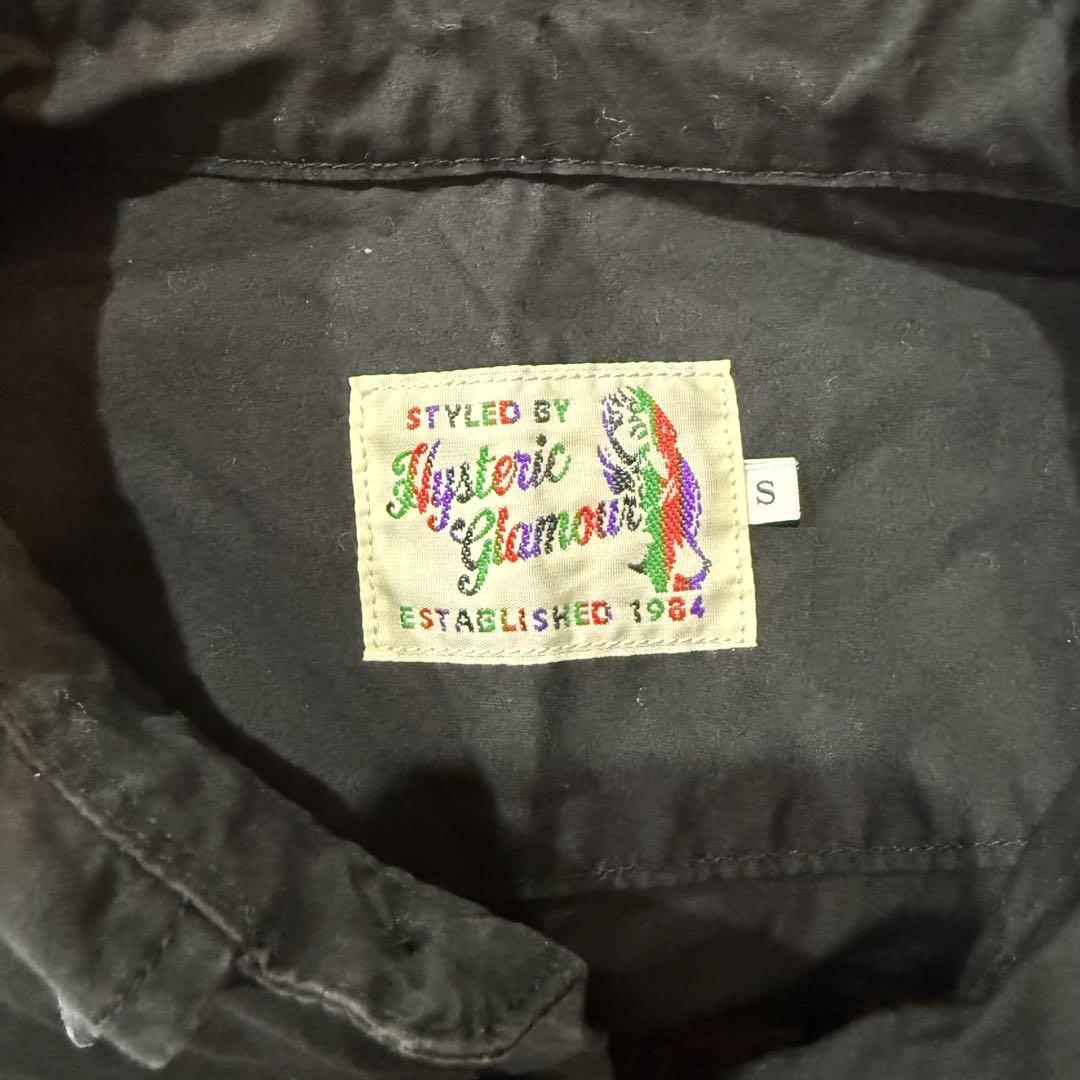 STYLED BY
Hysteric
Glamour
ESTABLISHED 1984
S